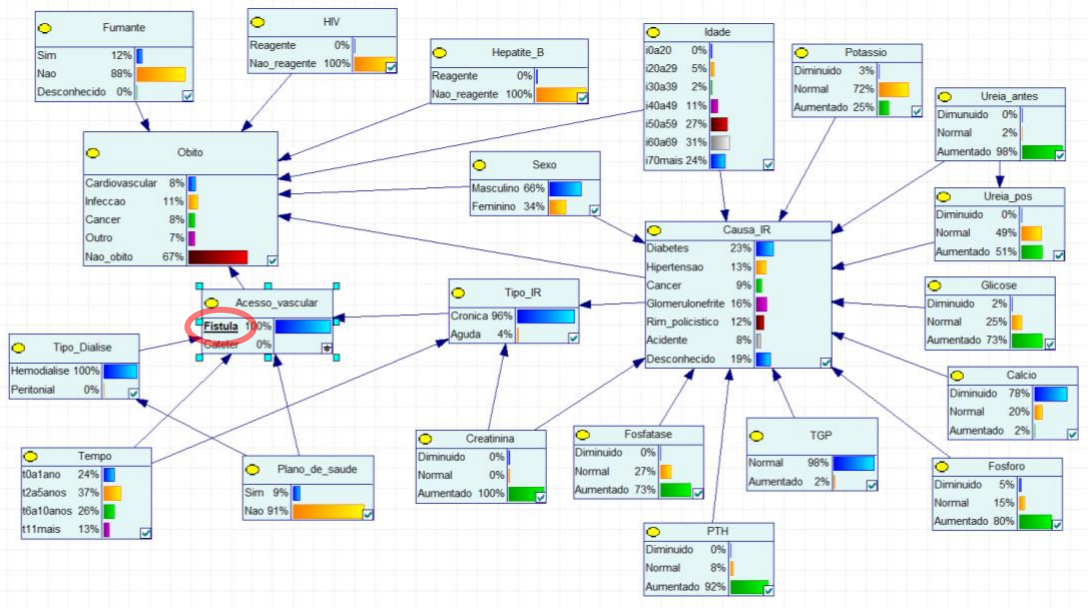 Fumante
Sim 12%
Nao 88%
Desconhecido 0%
HIV
Reagente 0%
Nao_reagente 100%
Hepatite_B
Reagente 0%
Nao_reagente 100%
Idade
i0a20 0%
i20a29 5%
i30a39 2%
i40a49 11%
i50a59 27%
i60a69 31%
i70mais 24%
Potassio
Diminuido 3%
Normal 72%
Aumentado 25%
Ureia_antes
Dimunuido 0%
Normal 2%
Aumentado 98%
Obito
Cardiovascular 8%
Infeccao 11%
Cancer 8%
Outro 7%
Nao_obito 67%
Sexo
Masculino 66%
Feminino 34%
Ureia_pos
Diminuido 0%
Normal 49%
Aumentado 51%
Causa_IR
Diabetes 23%
Hipertensao 13%
Cancer 9%
Glomerulonefrite 16%
Rim_policistico 12%
Acidente 8%
Desconhecido 19%
Acesso_vascular
Fistula 100%
Cateter 0%
Tipo_IR
Cronica 96%
Aguda 4%
Glicose
Diminuido 2%
Normal 25%
Aumentado 73%
Tipo_Dialise
Hemodialise 100%
Peritonial 0%
Calcio
Diminuido 78%
Normal 20%
Aumentado 2%
Tempo
t0a1ano 24%
t2a5anos 37%
t6a10anos 26%
t11mais 13%
Plano_de_saude
Sim 9%
Nao 91%
Creatinina
Diminuido 0%
Normal 0%
Aumentado 100%
Fosfatase
Diminuido 0%
Normal 27%
Aumentado 73%
TGP
Normal 98%
Aumentado 2%
Fosforo
Diminuido 5%
Normal 15%
Aumentado 80%
PTH
Diminuido 0%
Normal 8%
Aumentado 92%